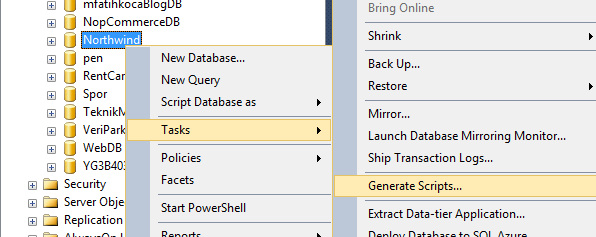 mfatihkocaBlogDB
NopCommerceDB
Northwind
pen
RentCar
Spor
TeknikM
VeriPark
WebDB
YG3B403
Security
Server Obje
Replication
New Database...
New Query
Script Database as
Tasks
Policies
Facets
Start PowerShell
Reports
Bring Online
Shrink
Back Up...
Restore
Mirror...
Launch Database Mirroring Monitor...
Ship Transaction Logs...
Generate Scripts...
Extract Data-tier Application...
Deploy Database to SQL Azure